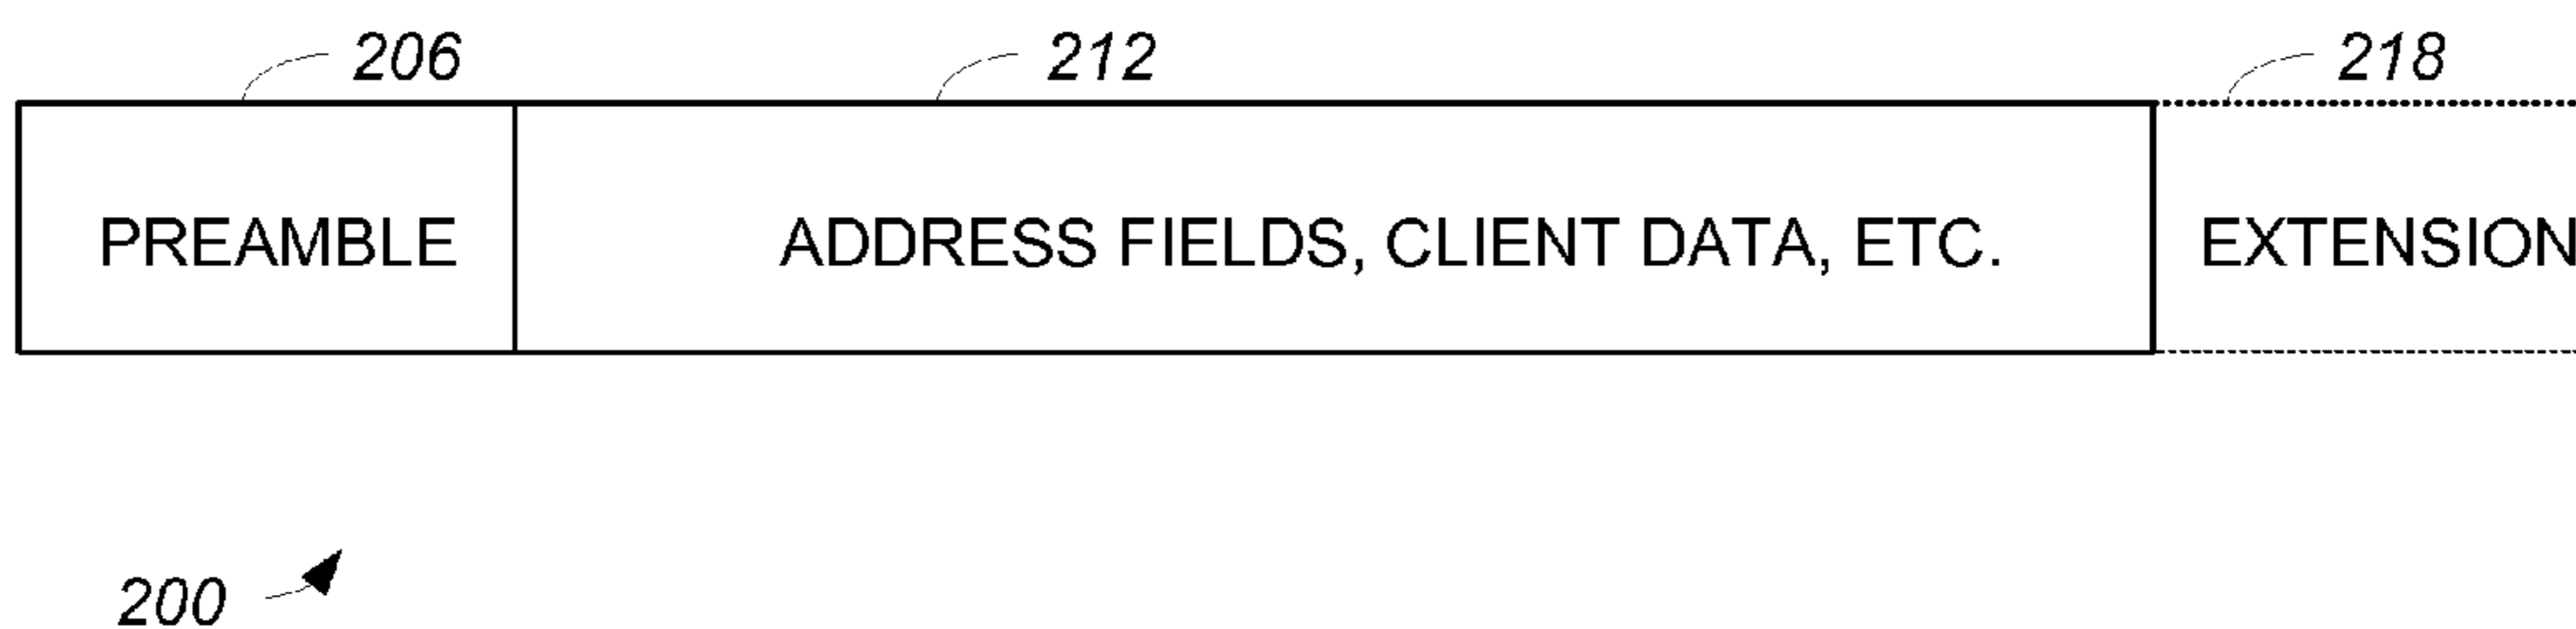 206 212 218
PREAMBLE ADDRESS FIELDS, CLIENT DATA, ETC. EXTENSION
200